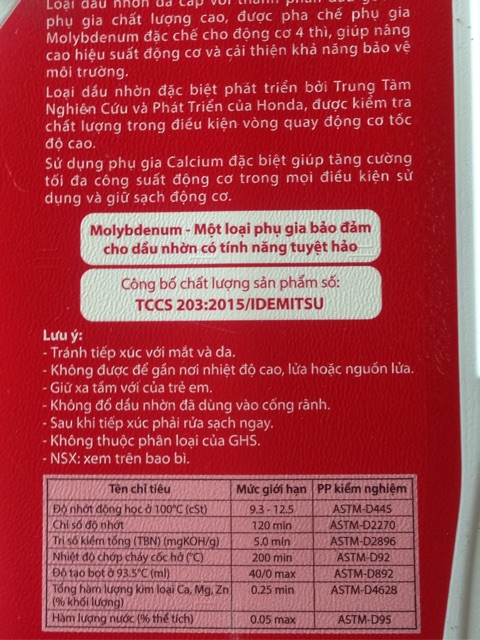 Loại dầu nhờn đa cấp với thành phần dầu gốc
phụ gia chất lượng cao, được pha chế phụ gia
Molybdenum đặc chế cho động cơ 4 thì, giúp nâng
cao hiệu suất động cơ và cải thiện khả năng bảo vệ
môi trường.
Loại dầu nhờn đặc biệt phát triển bởi Trung Tâm
Nghiên Cứu và Phát Triển của Honda, được kiểm tra
chất lượng trong điều kiện vòng quay động cơ tốc
độ cao.
Sử dụng phụ gia Calcium đặc biệt giúp tăng cường
tối đa công suất động cơ trong mọi điều kiện sử
dụng và giữ sạch động cơ.
Molybdenum - Một loại phụ gia bảo đảm
cho dầu nhờn có tính năng tuyệt hảo
Công bố chất lượng sản phẩm số:
TCCS 203:2015/IDEMITSU
Lưu ý:
- Tránh tiếp xúc với mắt và da.
- Không được để gần nơi nhiệt độ cao, lửa hoặc nguồn lửa.
- Giữ xa tầm với của trẻ em.
- Không đổ dầu nhờn đã dùng vào cống rãnh.
- Sau khi tiếp xúc phải rửa sạch ngay.
- Không thuộc phân loại của GHS.
- NSX: xem trên bao bì.
Tên chỉ tiêu Mức giới hạn PP kiểm nghiệm
Độ nhớt động học ở 100°C (cSt) 9.3 - 12.5 ASTM-D445
Chỉ số độ nhớt 120 min ASTM-D2270
Trị số kiềm tổng (TBN) (mgKOH/g) 5.0 min ASTM-D2896
Nhiệt độ chớp cháy cốc hở (°C) 200 min ASTM-D92
Độ tạo bọt ở 93.5°C (ml) 40/0 max ASTM-D892
Tổng hàm lượng kim loại Ca, Mg, Zn 0.25 min ASTM-D4628
(% khối lượng)
Hàm lượng nước (% thể tích) 0.05 max ASTM-D95